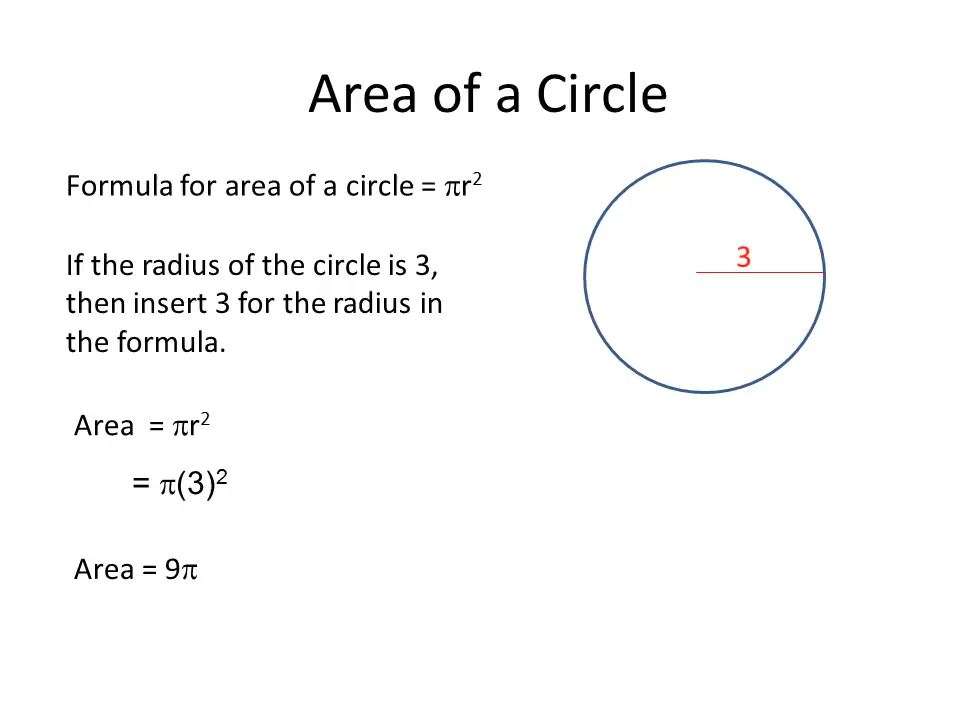 Area of a Circle
Formula for area of a circle = πr²
3
If the radius of the circle is 3,
then insert 3 for the radius in
the formula.
Area = πr²
= π(3)²
Area = 9π